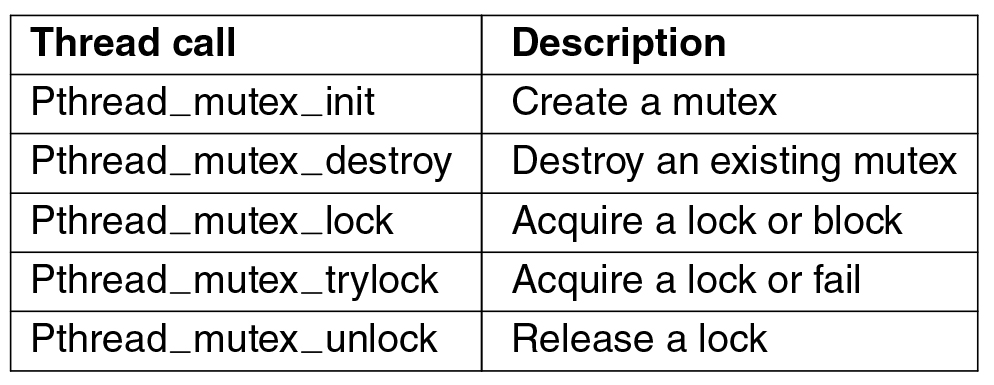 Thread call Description
Pthread_mutex_init Create a mutex
Pthread_mutex_destroy Destroy an existing mutex
Pthread_mutex_lock Acquire a lock or block
Pthread_mutex_trylock Acquire a lock or fail
Pthread_mutex_unlock Release a lock